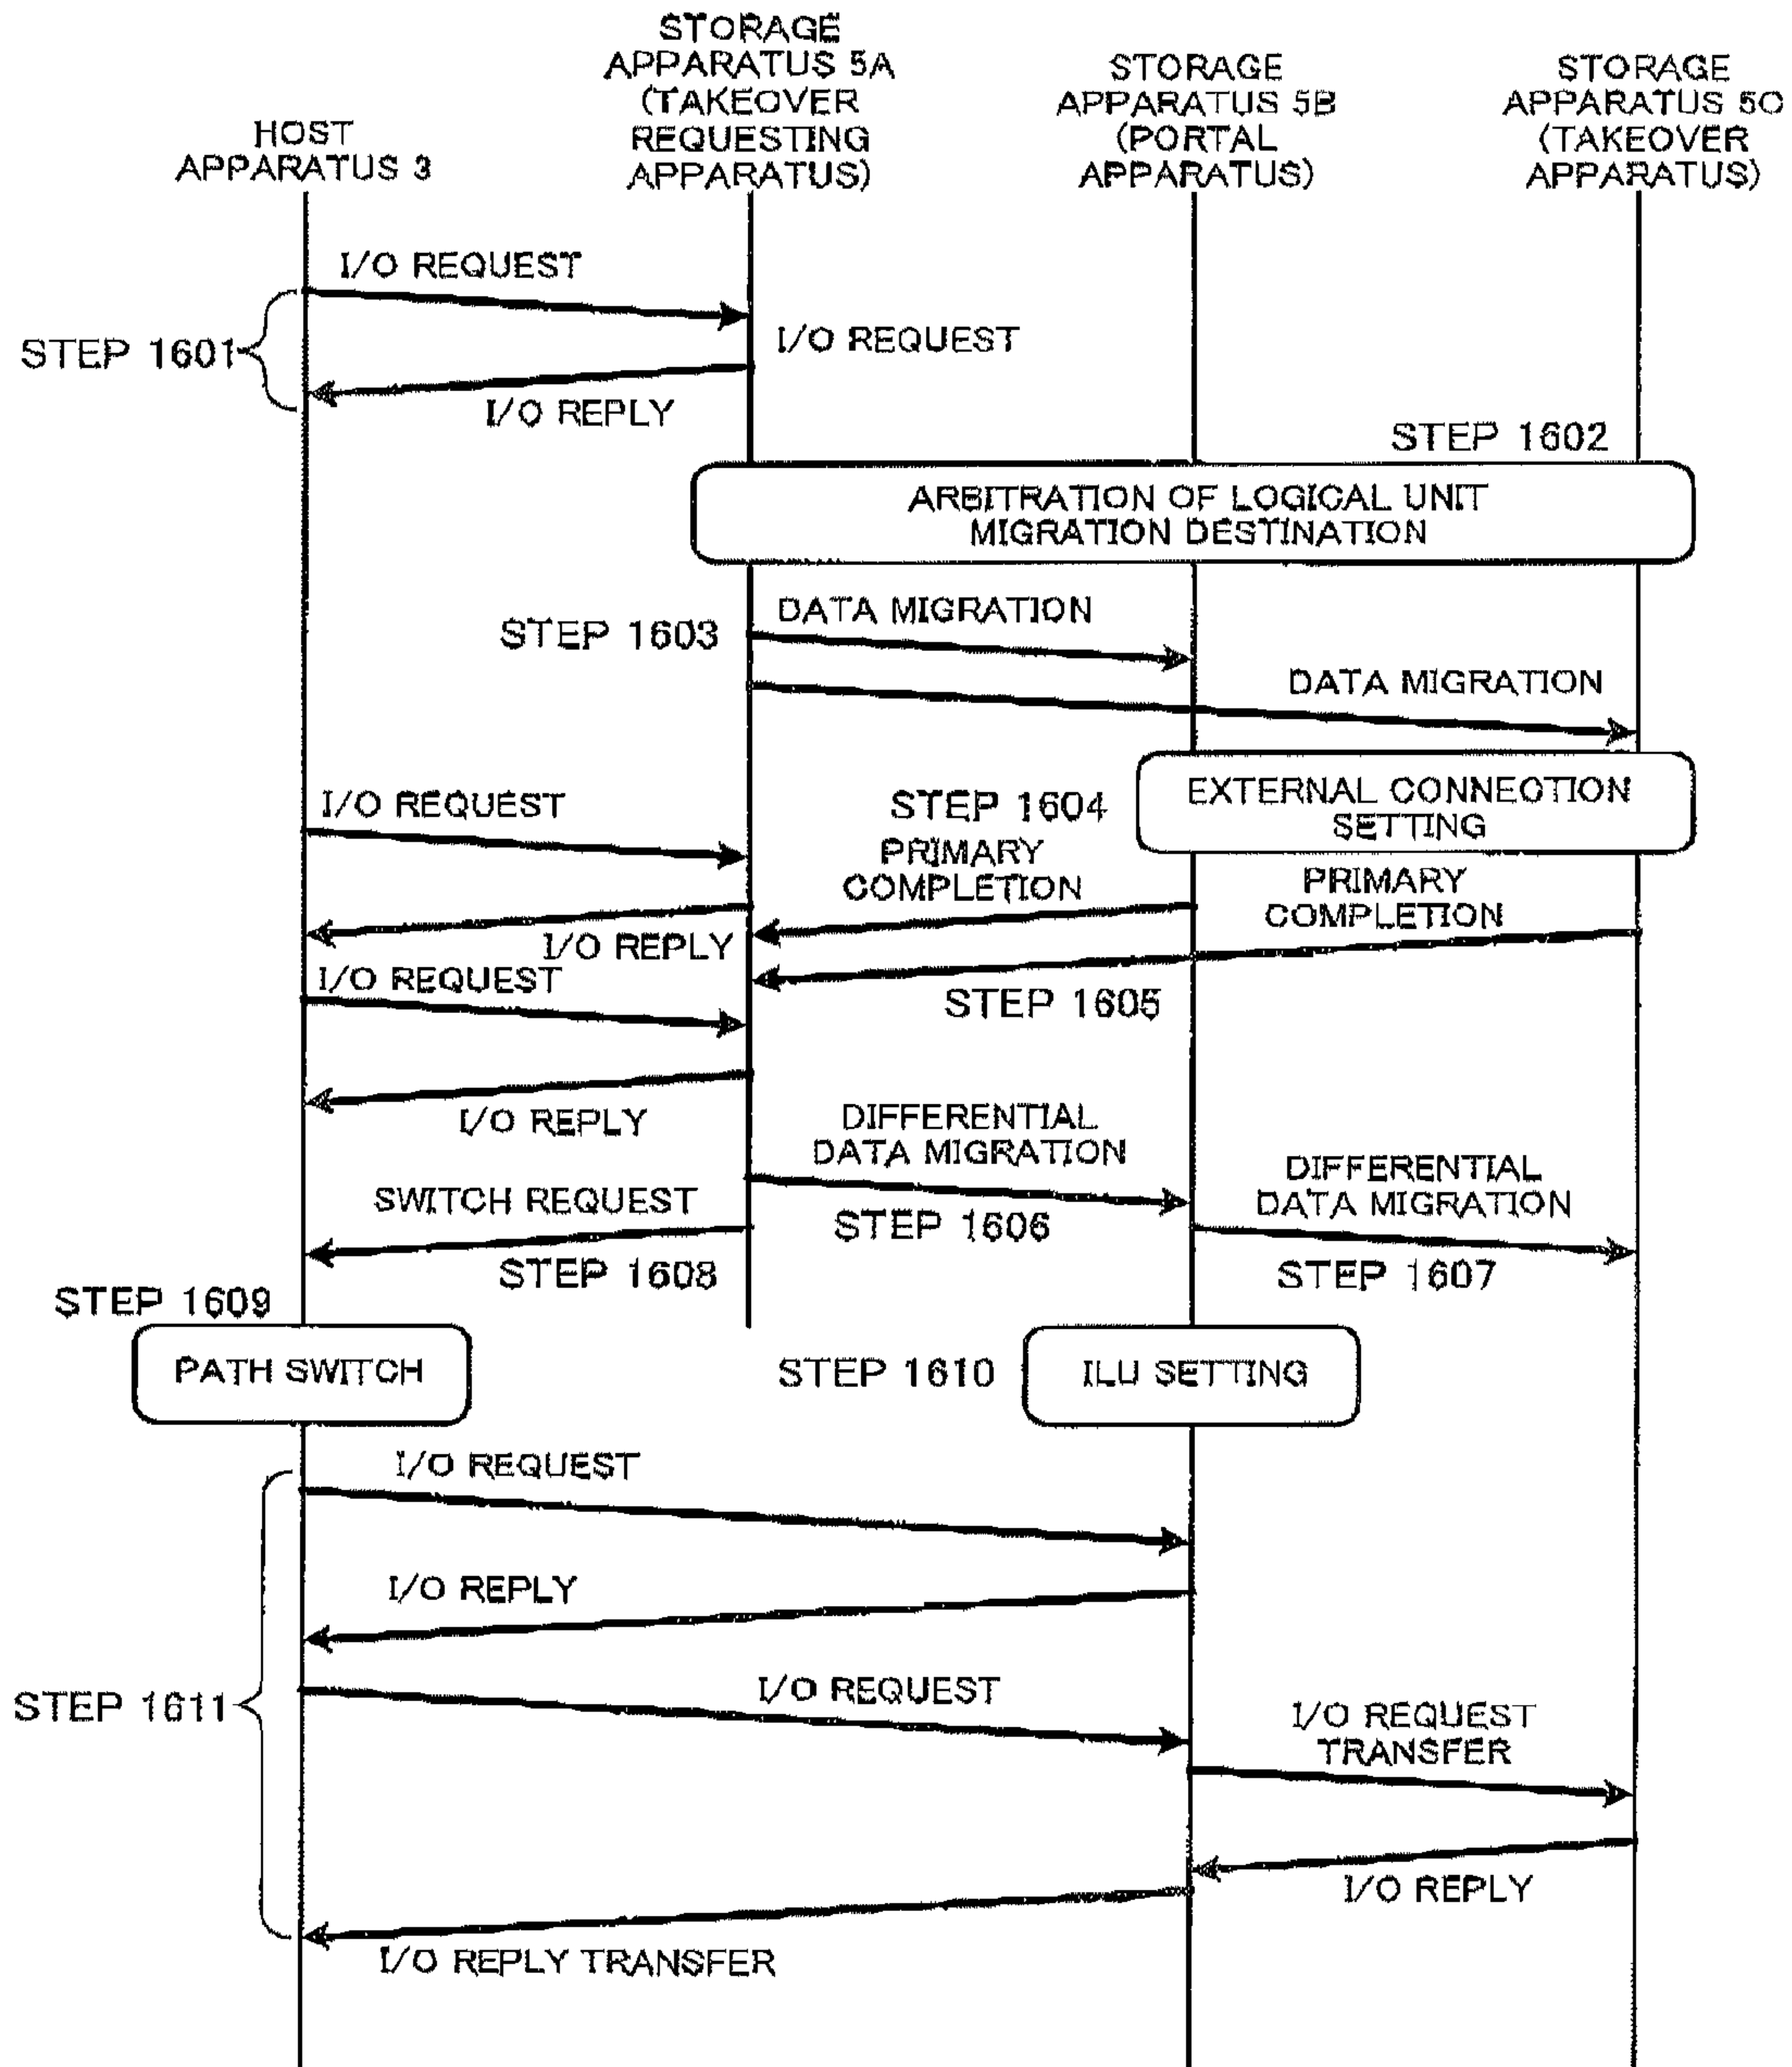 HOST
APPARATUS 3
STORAGE
APPARATUS 5A
(TAKEOVER
REQUESTING
APPARATUS)
STORAGE
APPARATUS 5B
(PORTAL
APPARATUS)
STORAGE
APPARATUS 5C
(TAKEOVER
APPARATUS)
I/O REQUEST
STEP 1601
I/O REQUEST
I/O REPLY
STEP 1602
ARBITRATION OF LOGICAL UNIT
MIGRATION DESTINATION
DATA MIGRATION
STEP 1603
DATA MIGRATION
EXTERNAL CONNECTION
SETTING
STEP 1604
I/O REQUEST
PRIMARY
COMPLETION
PRIMARY
COMPLETION
I/O REPLY
I/O REQUEST
STEP 1605
I/O REPLY
DIFFERENTIAL
DATA MIGRATION
DIFFERENTIAL
DATA MIGRATION
SWITCH REQUEST
STEP 1606
STEP 1608
STEP 1607
STEP 1609
PATH SWITCH
STEP 1610
ILU SETTING
I/O REQUEST
I/O REPLY
STEP 1611
I/O REQUEST
I/O REQUEST
TRANSFER
I/O REPLY
I/O REPLY TRANSFER